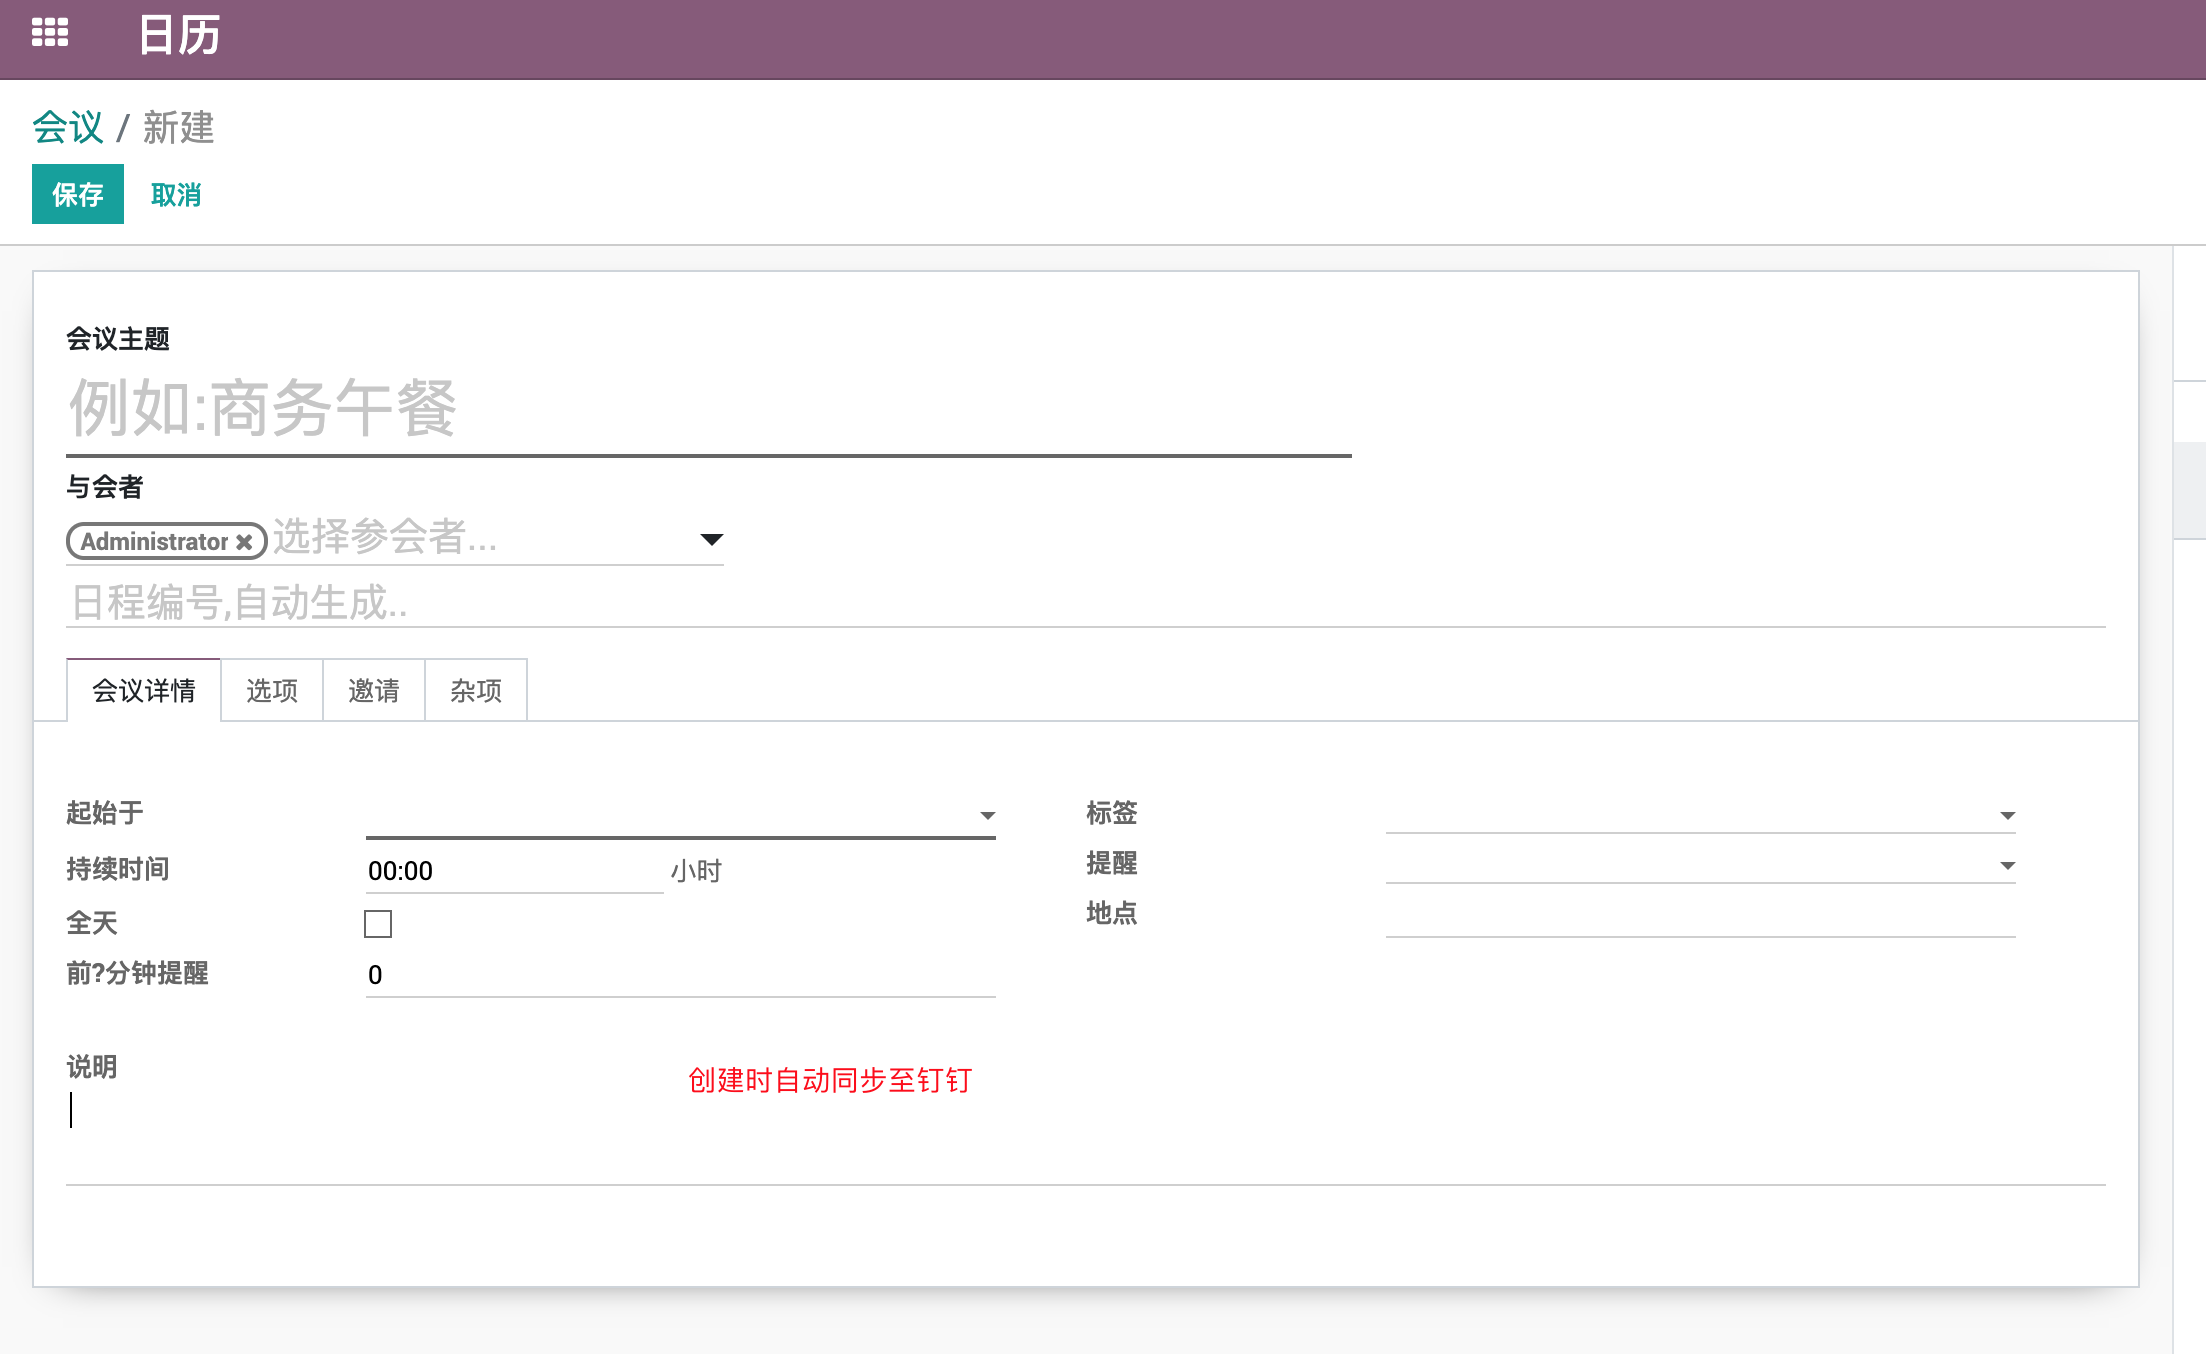 日历
会议 / 新建
保存 取消
会议主题
例如:商务午餐
与会者
Administrator 选择参会者...
日程编号,自动生成..
会议详情 选项 邀请 杂项
起始于
持续时间 00:00 小时
全天
前?分钟提醒 0
标签
提醒
地点
说明
创建时自动同步至钉钉